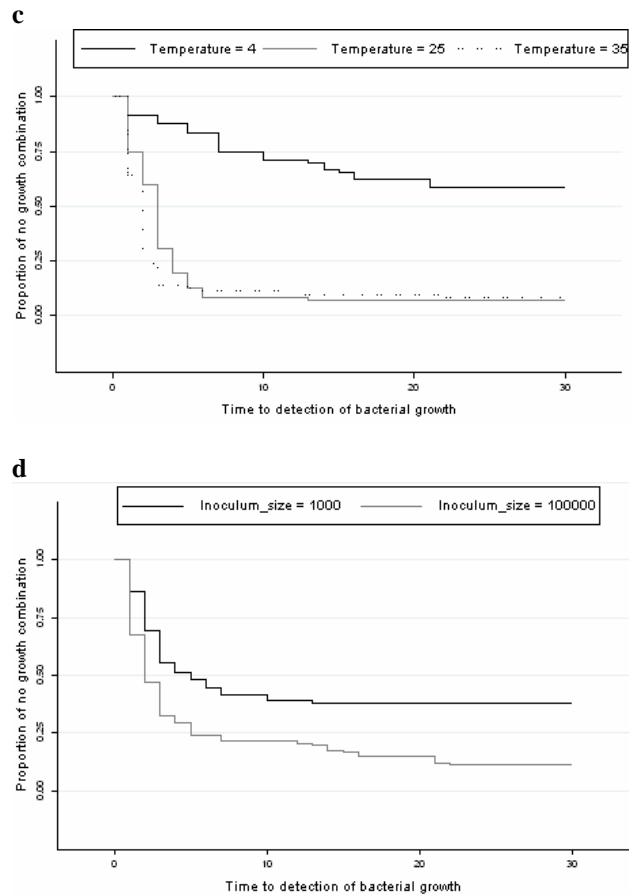 c
Temperature = 4 Temperature = 25 Temperature = 35
Proportion of no growth combination
1.00
0.75
0.50
0.25
0.00
0 10 20 30
Time to detection of bacterial growth
d
Inoculum_size = 1000 Inoculum_size = 100000
Proportion of no growth combination
1.00
0.75
0.50
0.25
0.00
0 10 20 30
Time to detection of bacterial growth